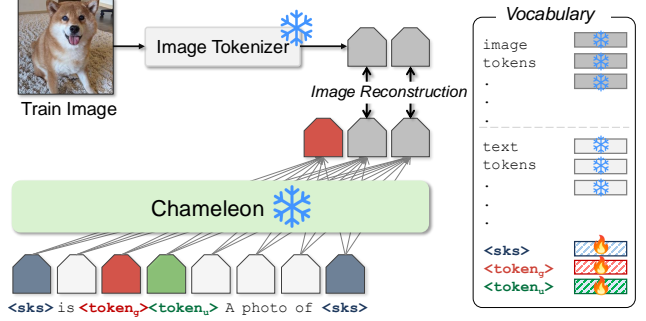 Vocabulary
Image Tokenizer
Train Image
Image Reconstruction
Chameleon
<sks> is <token_g><token_u> A photo of <sks>
image
tokens
.
.
.
text
tokens
.
.
.
<sks>
<token_g>
<token_u>